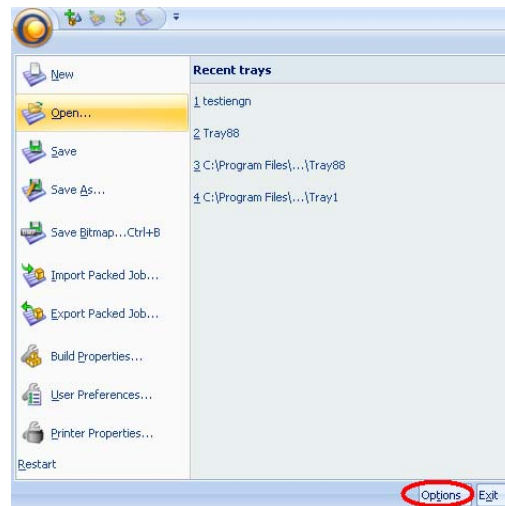 New
Open...
Save
Save As...
Save Bitmap...Ctrl+B
Import Packed Job...
Export Packed Job...
Build Properties...
User Preferences...
Printer Properties...
Restart
Recent trays
1 testiengn
2 Tray88
3 C:\Program Files\...\Tray88
4 C:\Program Files\...\Tray1
Options
Exit